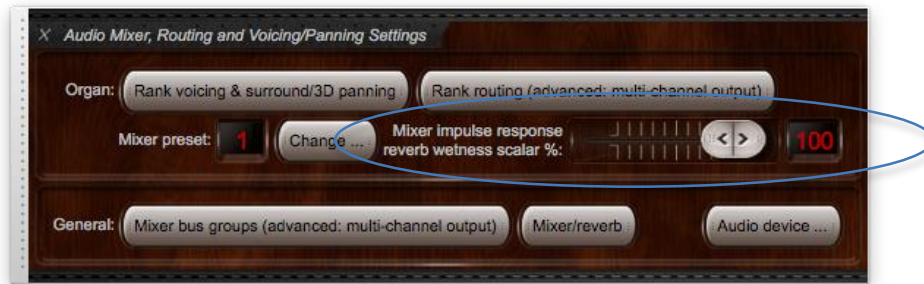 X Audio Mixer, Routing and Voicing/Panning Settings
Organ: Rank voicing & surround/3D panning Rank routing (advanced: multi-channel output)
Mixer preset: 1 Change ... Mixer impulse response
reverb wetness scalar %: < > 100
General: Mixer bus groups (advanced: multi-channel output) Mixer/reverb Audio device ...